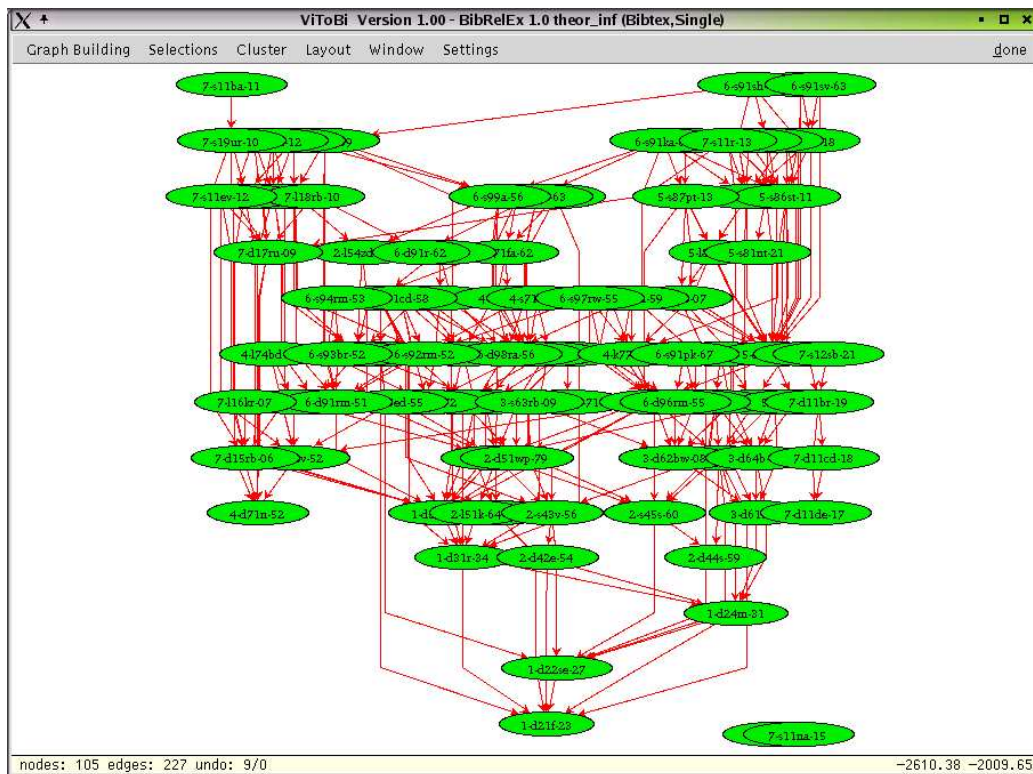 ViToBi Version 1.00 - BibRelEx 1.0 theor_inf (Bibtex,Single)
Graph Building Selections Cluster Layout Window Settings done
7-s11ba-11 6-s91sh- 6-s91sv-63
7-s19ur-10 -12 6-s91ka- 7-s11r-13 18
7-s11ev-12 7-l18rb-10 6-s99a-56 -63 5-s87pt-13 5-s86st-11
7-d17ru-09 6-d91r-62 71fa-62 5-s81nt-21
6-s94rm-53 1cd-58 6-s97rw-55 -59 -07
4-l74bd 6-s93br-52 6-s92rm-52 -d98ra-56 4-k77 6-s91pk-67 7-s12sb-21
7-l16kr-07 6-d91rm-51 ed-55 72 3-s63rb-09 6-d96rm-55 7-d11br-19
7-d15rb-06 v-52 2-d51wp-79 3-d62bw-08 3-d64b- 7-d11cd-18
4-d71n-52 2-l51k-64 2-s43v-56 2-s45s-60 3-d61 7-d11de-17
1-d31r-34 2-d42e-54 2-d44s-59
1-d24m-31
1-d22se-27
1-d21f-23
7-s11na-15
nodes: 105 edges: 227 undo: 9/0 -2610.38 -2009.65